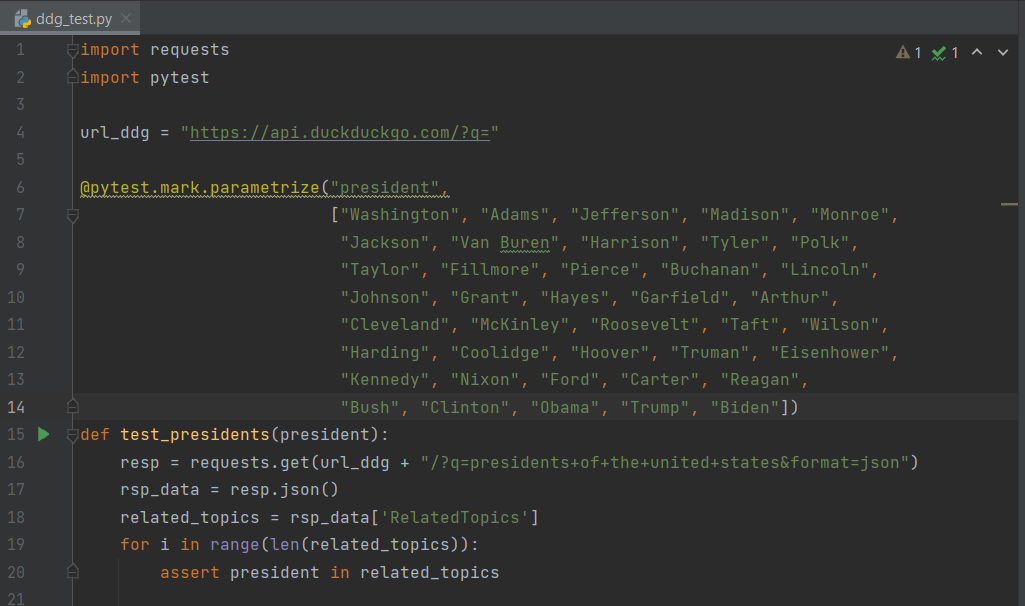 ddg_test.py
1 import requests
2 import pytest
3
4 url_ddg = "https://api.duckduckgo.com/?q="
5
6 @pytest.mark.parametrize("president",
7 ["Washington", "Adams", "Jefferson", "Madison", "Monroe",
8 "Jackson", "Van Buren", "Harrison", "Tyler", "Polk",
9 "Taylor", "Fillmore", "Pierce", "Buchanan", "Lincoln",
10 "Johnson", "Grant", "Hayes", "Garfield", "Arthur",
11 "Cleveland", "McKinley", "Roosevelt", "Taft", "Wilson",
12 "Harding", "Coolidge", "Hoover", "Truman", "Eisenhower",
13 "Kennedy", "Nixon", "Ford", "Carter", "Reagan",
14 "Bush", "Clinton", "Obama", "Trump", "Biden"])
15 def test_presidents(president):
16 resp = requests.get(url_ddg + "/?q=presidents+of+the+united+states&format=json")
17 rsp_data = resp.json()
18 related_topics = rsp_data['RelatedTopics']
19 for i in range(len(related_topics)):
20 assert president in related_topics
21
1 1